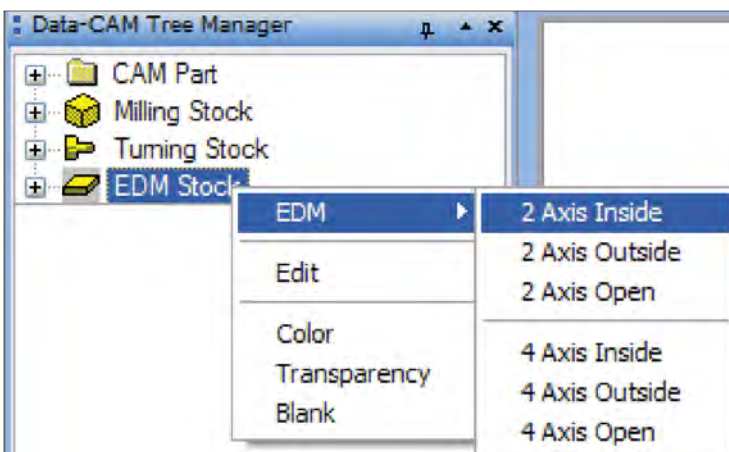 Data-CAM Tree Manager
CAM Part
Milling Stock
Turning Stock
EDM Stock
EDM
Edit
Color
Transparency
Blank
2 Axis Inside
2 Axis Outside
2 Axis Open
4 Axis Inside
4 Axis Outside
4 Axis Open